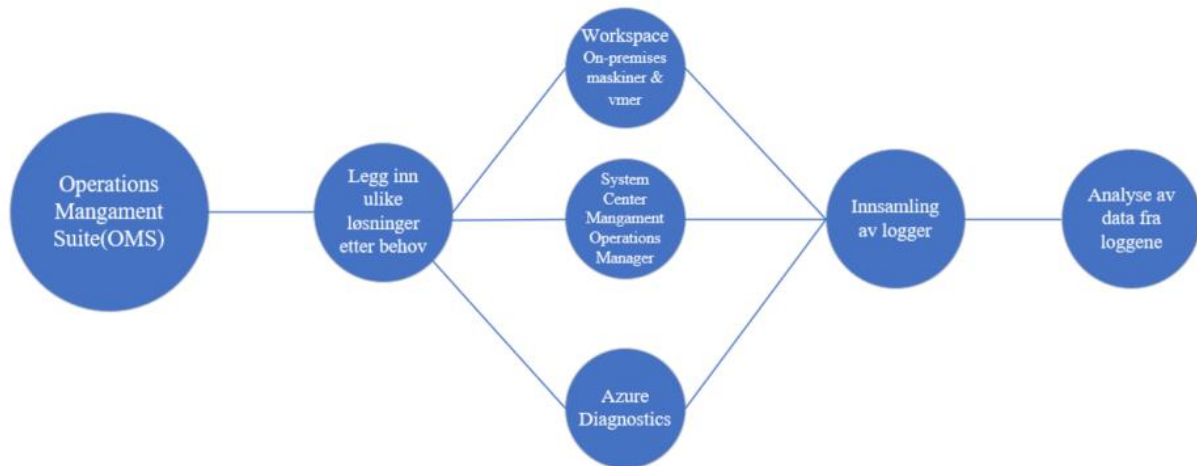 Operations
Mangament
Suite(OMS)
Legg inn
ulike
løsninger
etter behov
Workspace
On-premises
maskiner &
vmer
System
Center
Mangament
Operations
Manager
Azure
Diagnostics
Innsamling
av logger
Analyse av
data fra
loggene